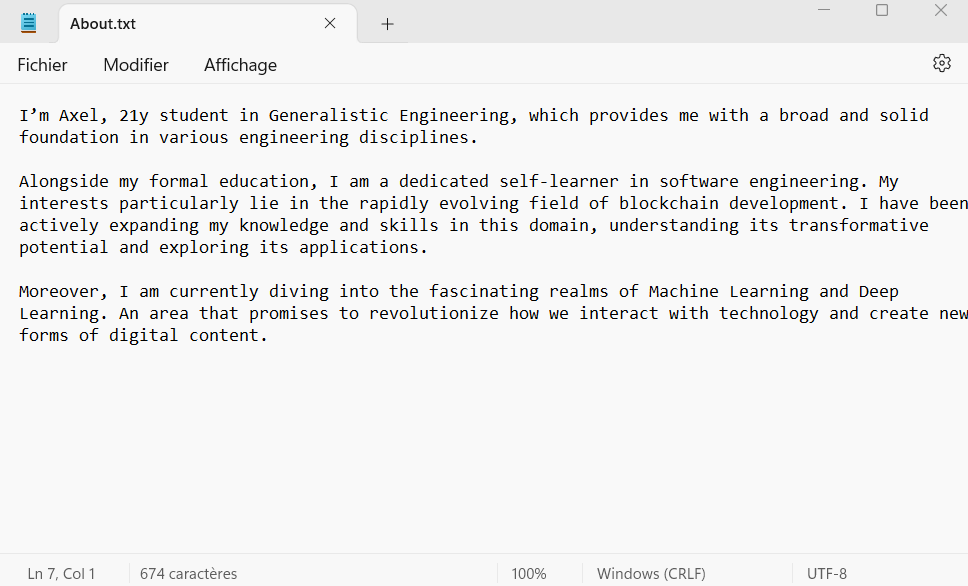 About.txt
Fichier Modifier Affichage
I’m Axel, 21y student in Generalistic Engineering, which provides me with a broad and solid
foundation in various engineering disciplines.
Alongside my formal education, I am a dedicated self-learner in software engineering. My
interests particularly lie in the rapidly evolving field of blockchain development. I have been
actively expanding my knowledge and skills in this domain, understanding its transformative
potential and exploring its applications.
Moreover, I am currently diving into the fascinating realms of Machine Learning and Deep
Learning. An area that promises to revolutionize how we interact with technology and create new
forms of digital content.
Ln 7, Col 1 674 caractères 100% Windows (CRLF) UTF-8